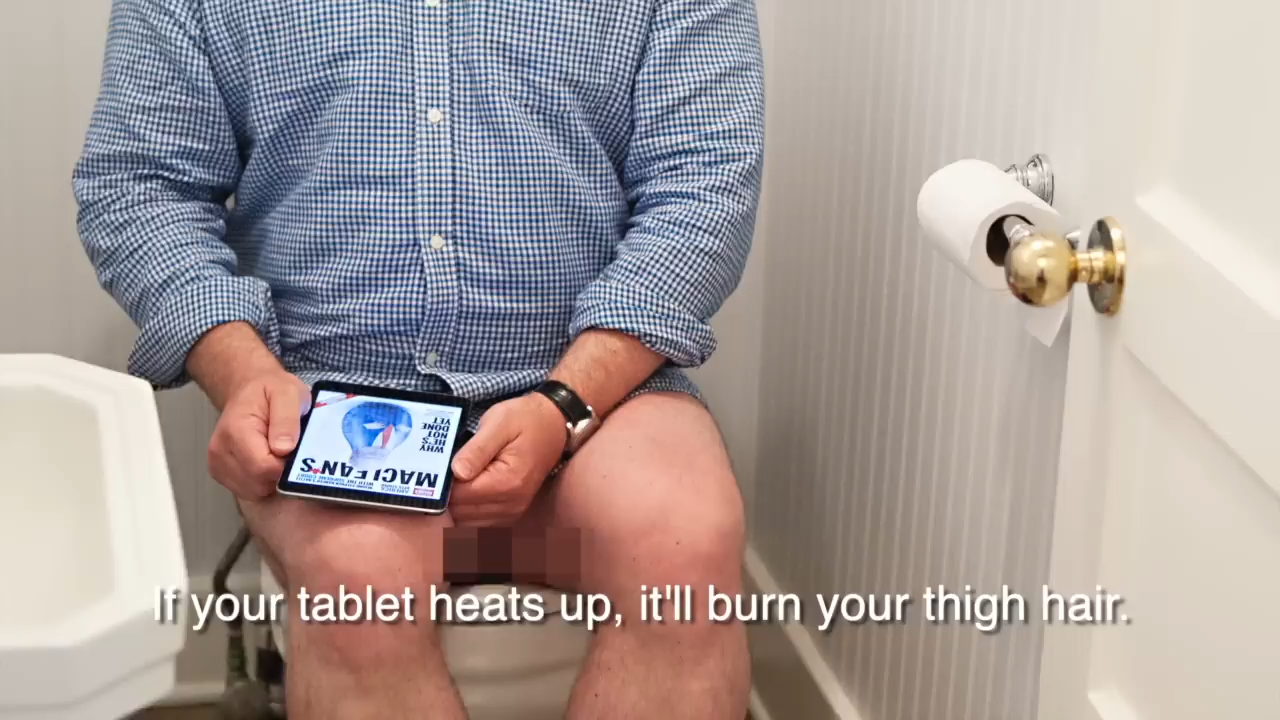 MACLEAN'S
WHY
HE'S
NOT
DONE
YET
If your tablet heats up, it'll burn your thigh hair.